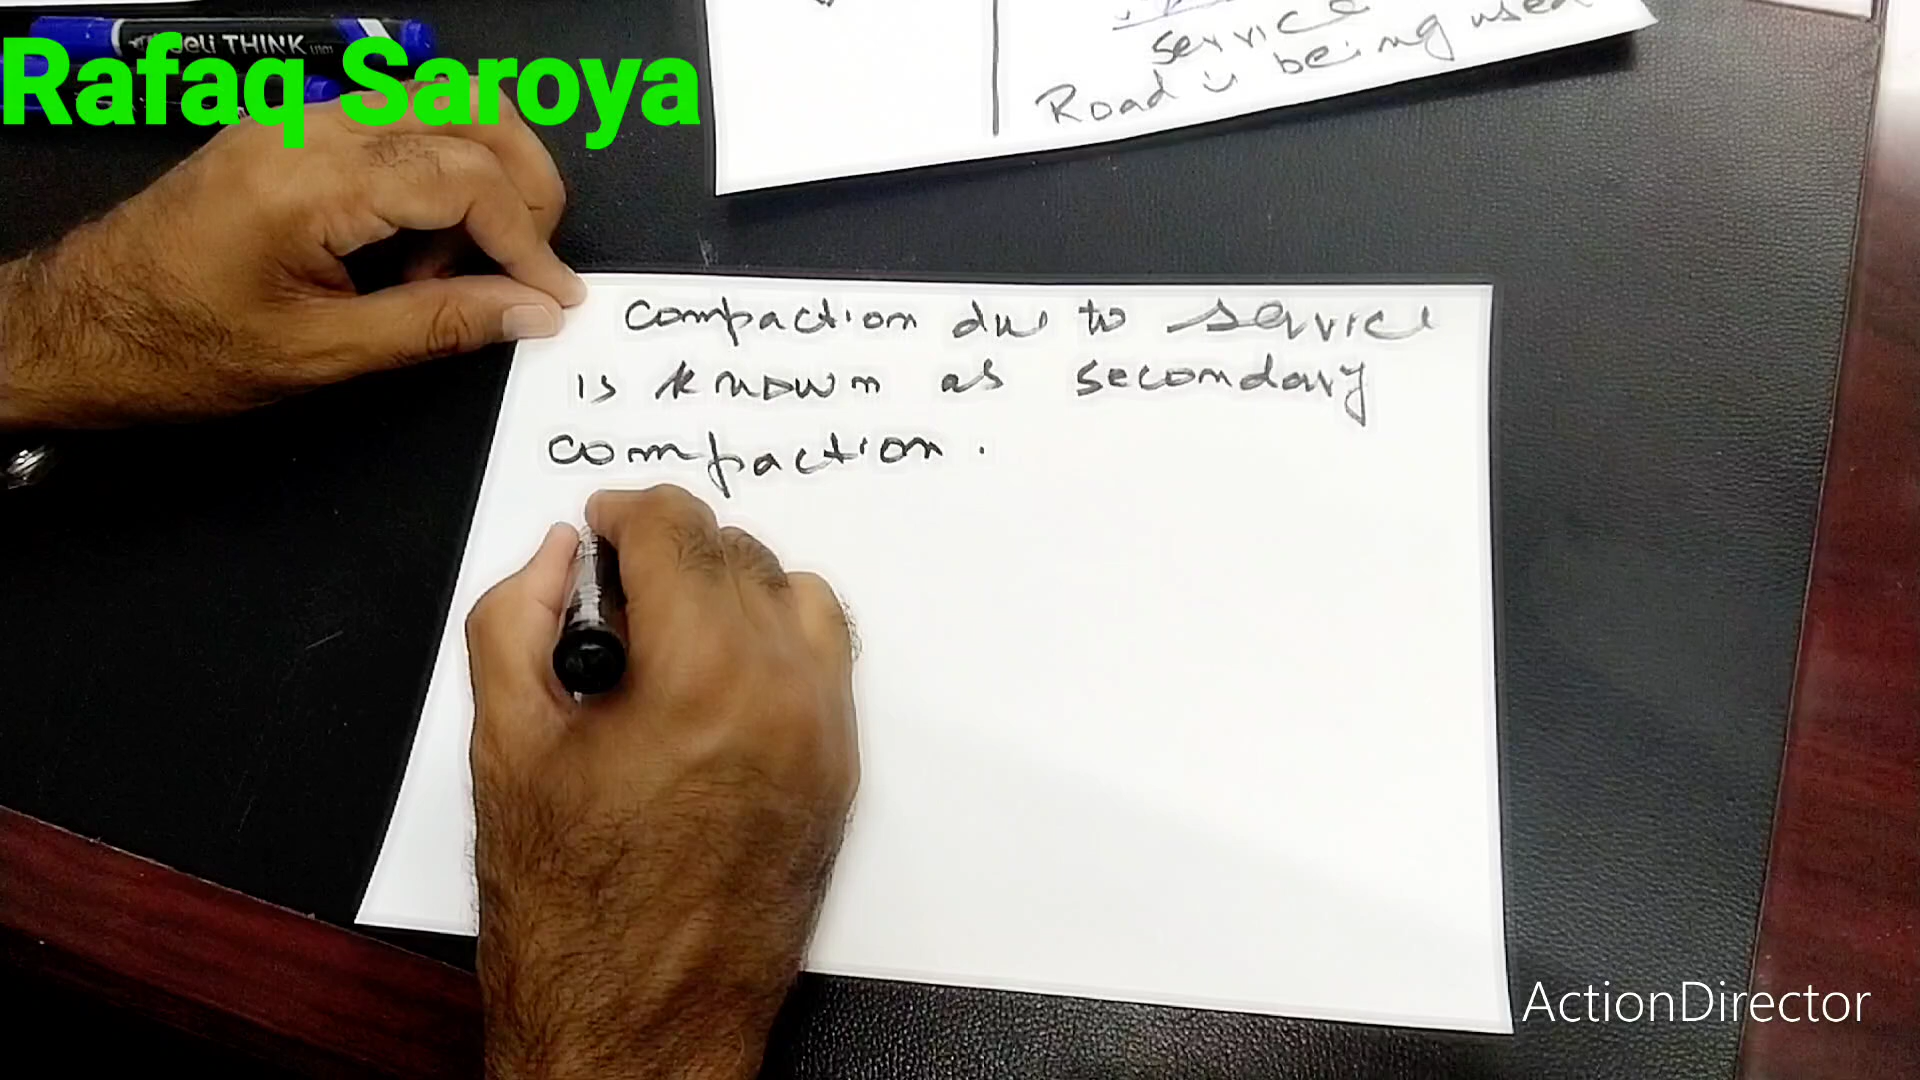 deli THINK
Rafaq Saroya
service
Road is being used
compaction due to service
is known as secondary
compaction.
ActionDirector